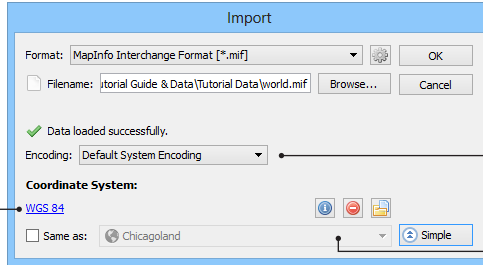 Import
Format: MapInfo Interchange Format [*.mif] OK
Filename: utorial Guide & Data\Tutorial Data\world.mif Browse... Cancel
Data loaded successfully.
Encoding: Default System Encoding
Coordinate System:
WGS 84
Same as: Chicagoland Simple